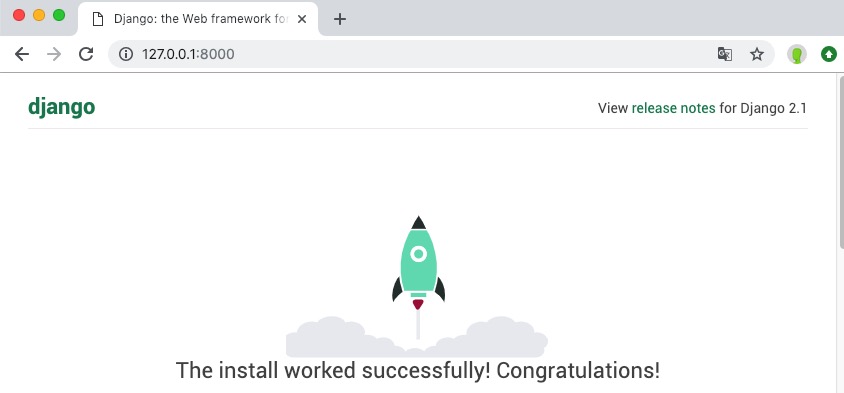 Django: the Web framework for
127.0.0.1:8000
django
View release notes for Django 2.1
The install worked successfully! Congratulations!